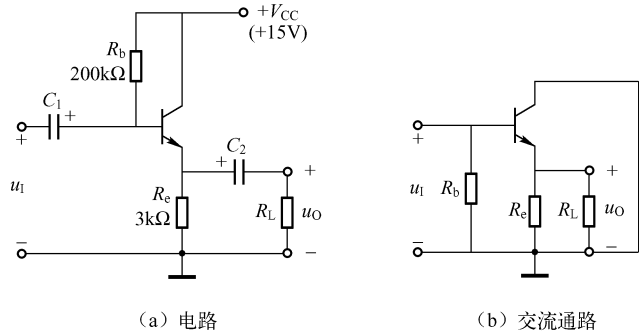 +VCC
(+15V)
Rb
200kΩ
C1
+
+
uI
−
C2
+
Re
3kΩ
RL
+
uO
−
(a) 电路
+
uI
−
Rb
Re
RL
+
uO
−
(b) 交流通路